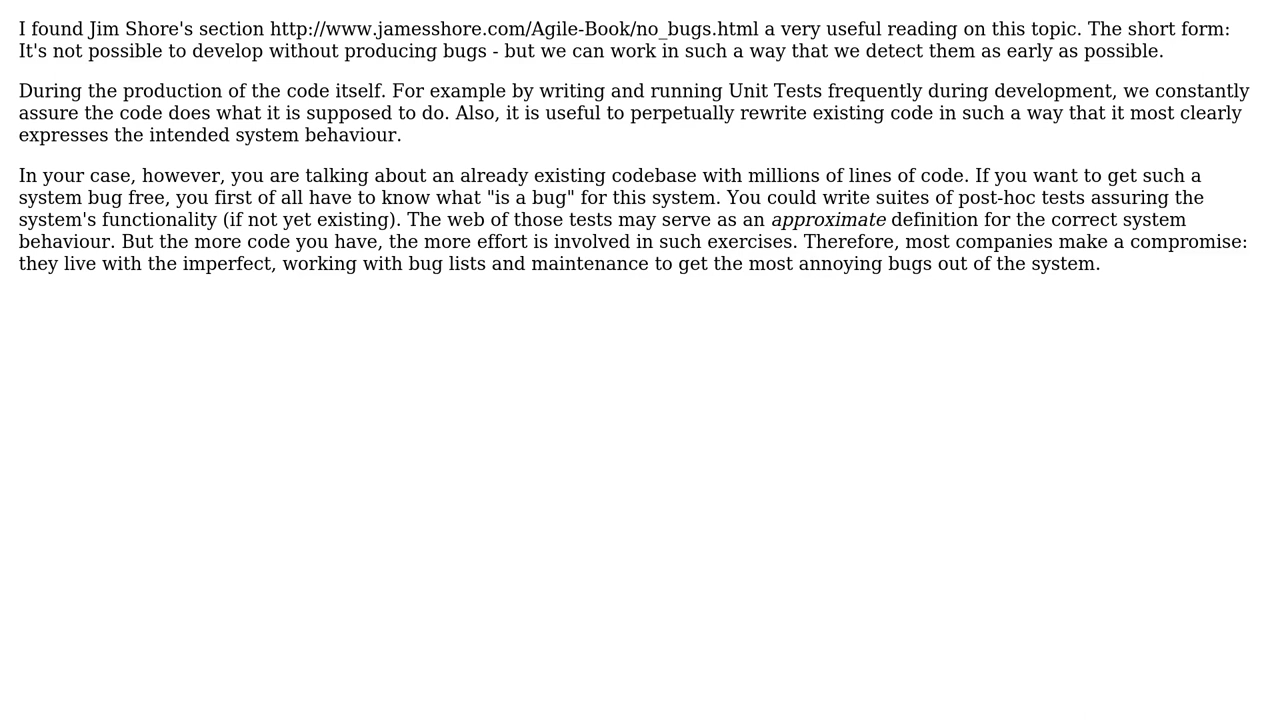 I found Jim Shore's section http://www.jamesshore.com/Agile-Book/no_bugs.html a very useful reading on this topic. The short form:
It's not possible to develop without producing bugs - but we can work in such a way that we detect them as early as possible.
During the production of the code itself. For example by writing and running Unit Tests frequently during development, we constantly
assure the code does what it is supposed to do. Also, it is useful to perpetually rewrite existing code in such a way that it most clearly
expresses the intended system behaviour.
In your case, however, you are talking about an already existing codebase with millions of lines of code. If you want to get such a
system bug free, you first of all have to know what "is a bug" for this system. You could write suites of post-hoc tests assuring the
system's functionality (if not yet existing). The web of those tests may serve as an approximate definition for the correct system
behaviour. But the more code you have, the more effort is involved in such exercises. Therefore, most companies make a compromise:
they live with the imperfect, working with bug lists and maintenance to get the most annoying bugs out of the system.